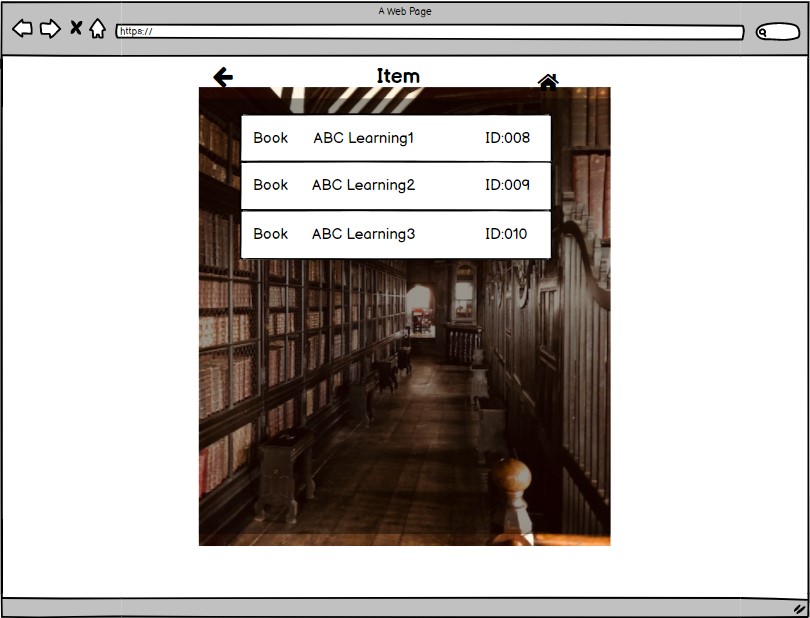 A Web Page
https://
Item
Book ABC Learning1 ID:008
Book ABC Learning2 ID:009
Book ABC Learning3 ID:010